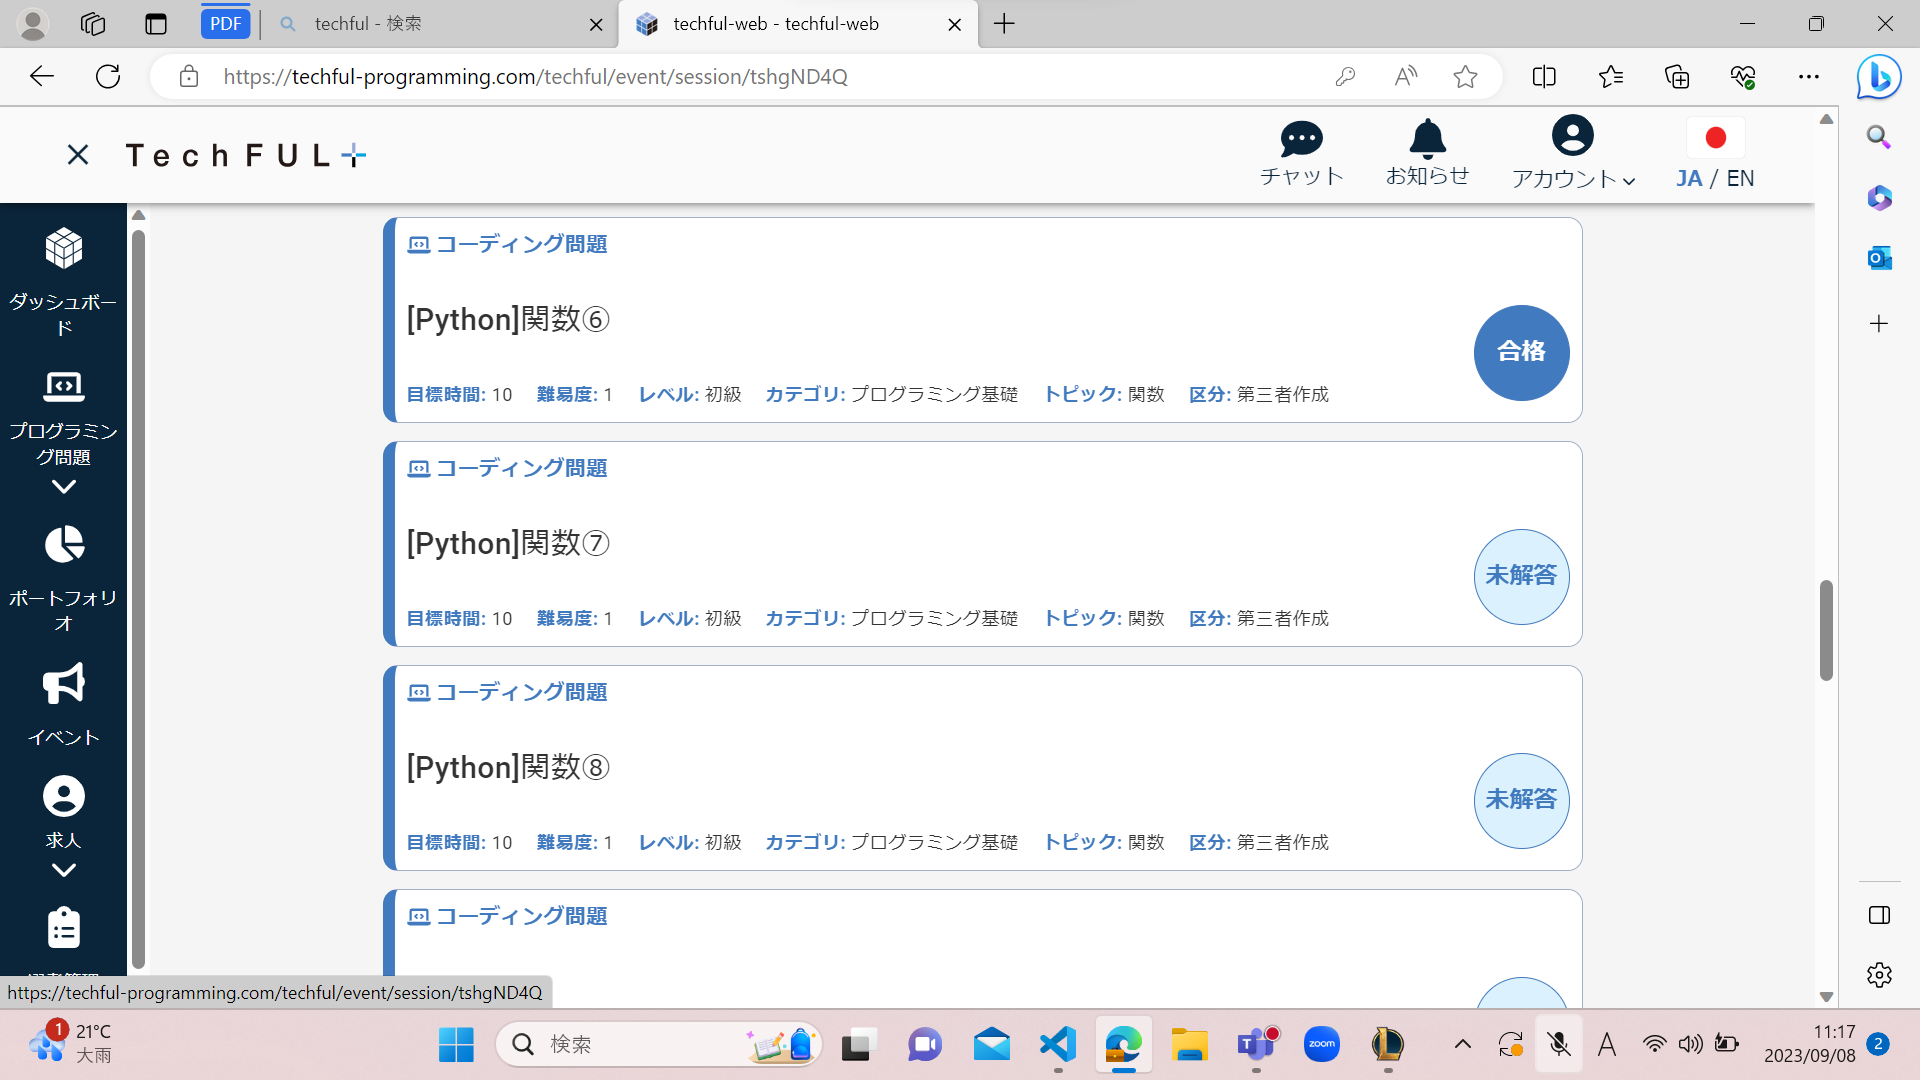 PDF
techful - 検索
techful-web - techful-web
https://techful-programming.com/techful/event/session/tshgND4Q
TechFUL+
チャット
お知らせ
アカウント
JA / EN
ダッシュボー
ド
プログラミン
グ問題
ポートフォリ
オ
イベント
求人
コーディング問題
[Python]関数⑥
合格
目標時間: 10 難易度: 1 レベル: 初級 カテゴリ: プログラミング基礎 トピック: 関数 区分: 第三者作成
コーディング問題
[Python]関数⑦
未解答
目標時間: 10 難易度: 1 レベル: 初級 カテゴリ: プログラミング基礎 トピック: 関数 区分: 第三者作成
コーディング問題
[Python]関数⑧
未解答
目標時間: 10 難易度: 1 レベル: 初級 カテゴリ: プログラミング基礎 トピック: 関数 区分: 第三者作成
コーディング問題
https://techful-programming.com/techful/event/session/tshgND4Q
1
21°C
大雨
検索
zoom
A
11:17
2023/09/08
2